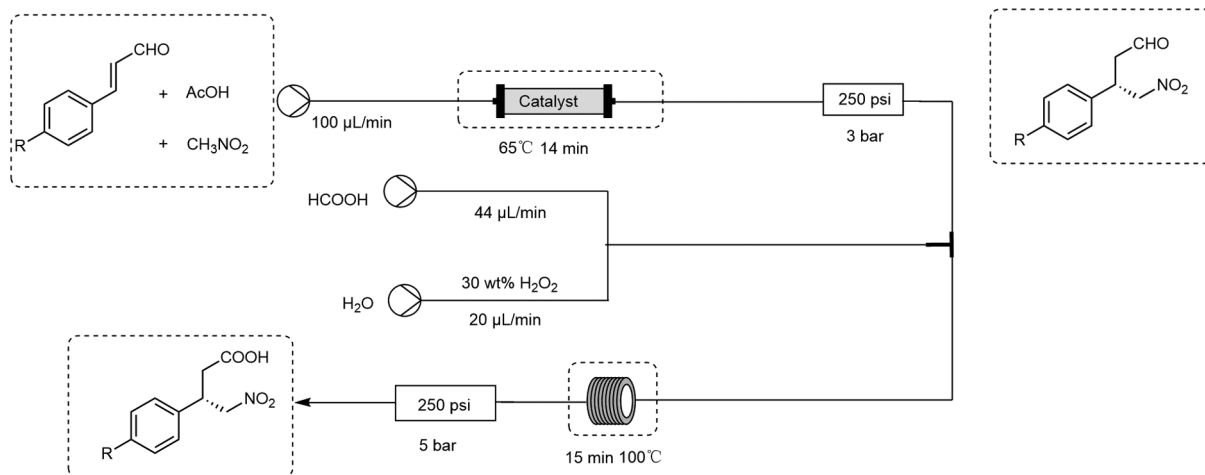 CHO
+ AcOH
+ CH₃NO₂
R
100 µL/min
Catalyst
65℃ 14 min
250 psi
3 bar
CHO
NO₂
R
HCOOH
44 µL/min
H₂O
30 wt% H₂O₂
20 µL/min
COOH
NO₂
R
250 psi
5 bar
15 min 100℃